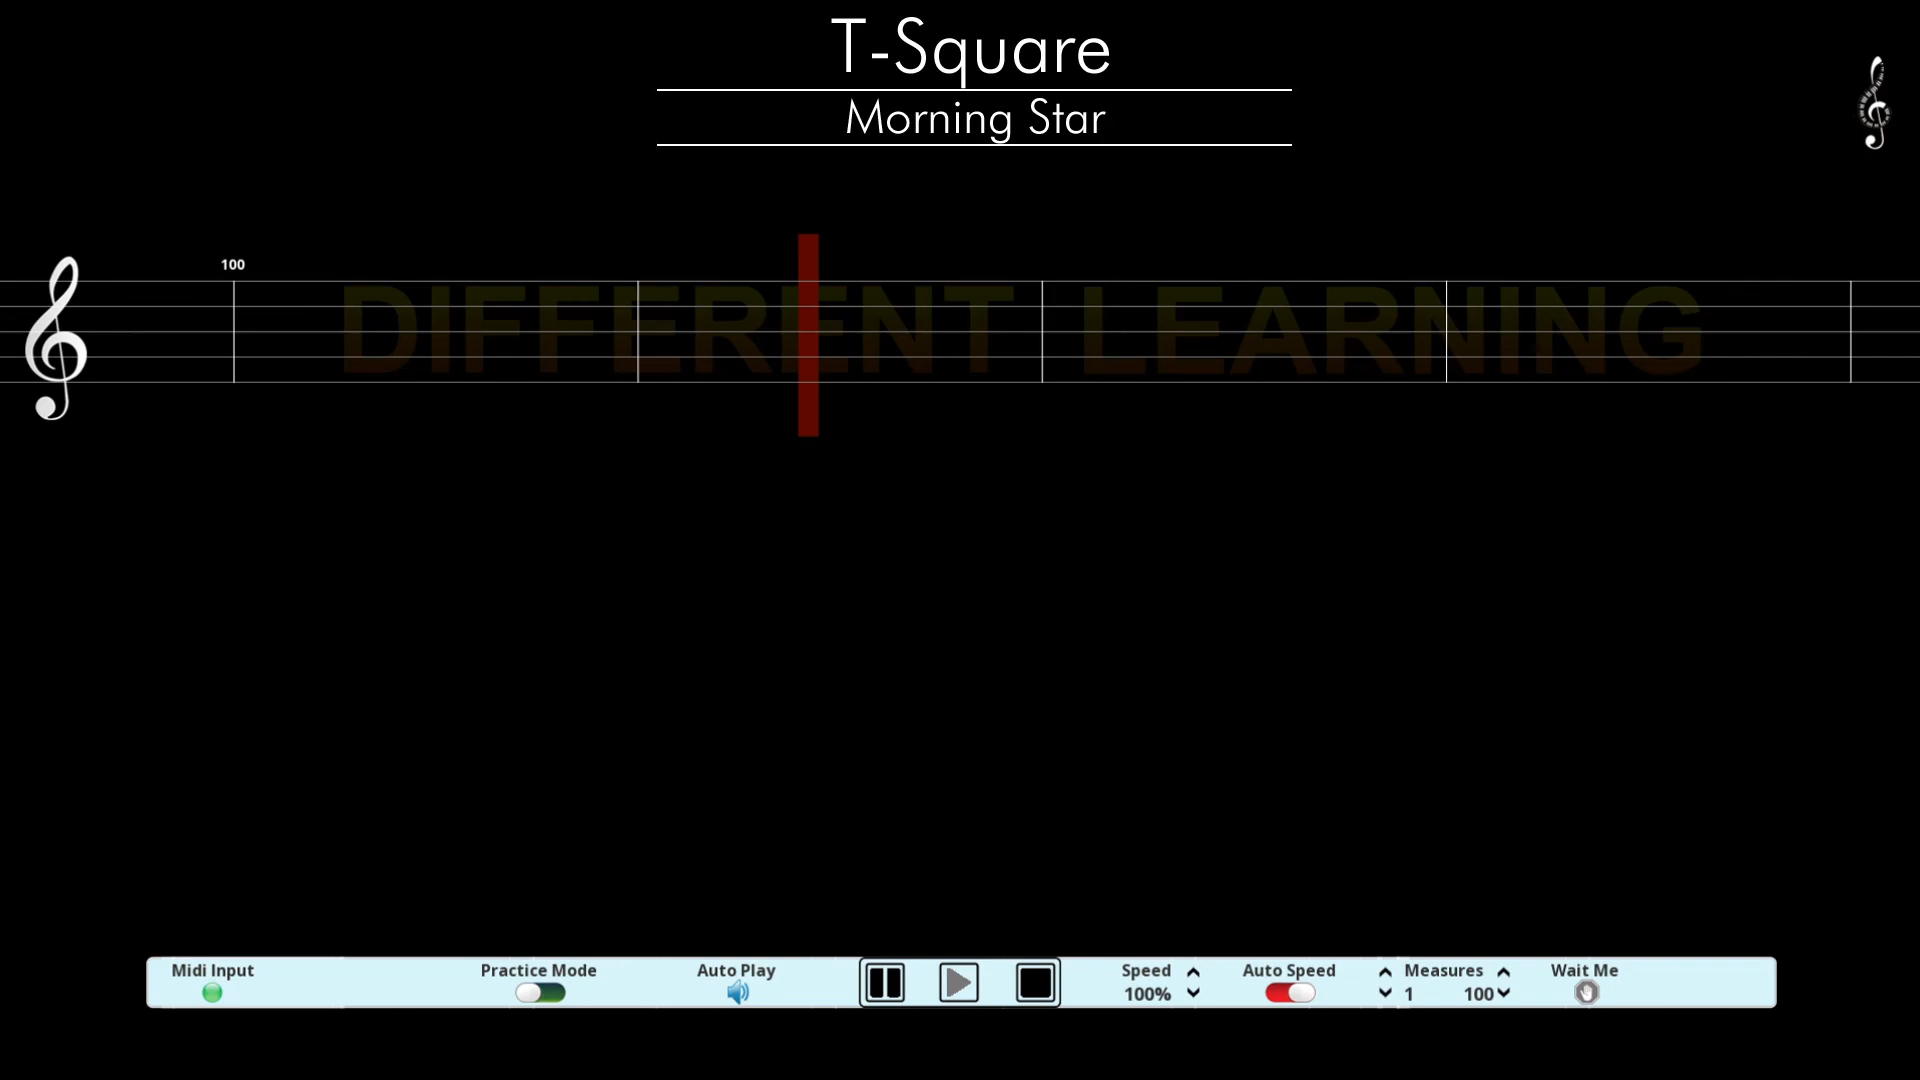 T-Square
Morning Star
100
DIFFERENT LEARNING
Midi Input
Practice Mode
Auto Play
Speed
100%
Auto Speed
Measures
1 100
Wait Me